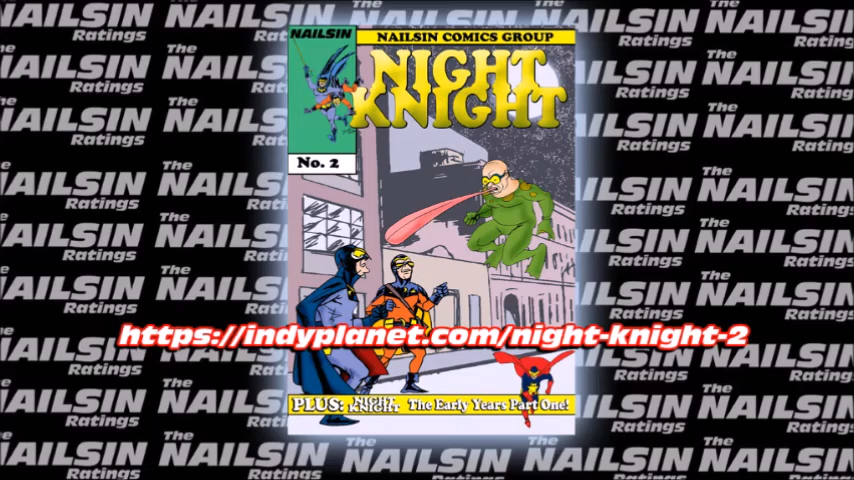 The NAILSIN Ratings
NAILSIN
NAILSIN COMICS GROUP
NIGHT
KNIGHT
No. 2
https://indyplanet.com/night-knight-2
PLUS: NIGHT KNIGHT The Early Years Part One!